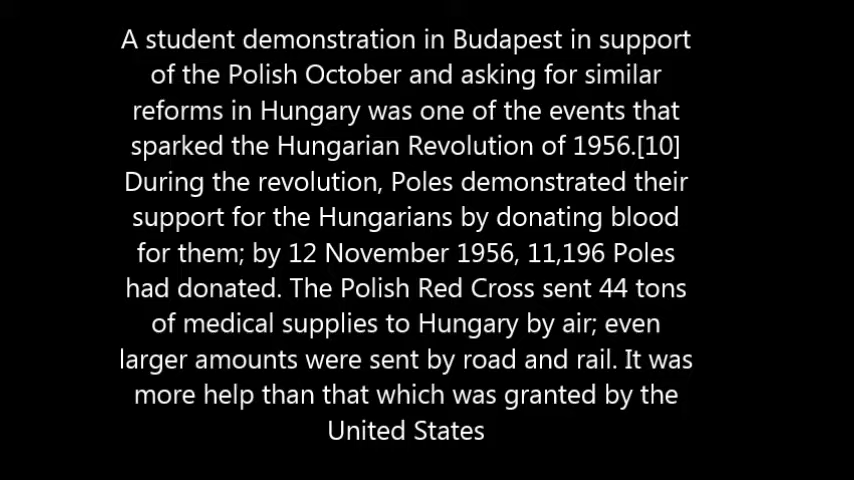 A student demonstration in Budapest in support
of the Polish October and asking for similar
reforms in Hungary was one of the events that
sparked the Hungarian Revolution of 1956.[10]
During the revolution, Poles demonstrated their
support for the Hungarians by donating blood
for them; by 12 November 1956, 11,196 Poles
had donated. The Polish Red Cross sent 44 tons
of medical supplies to Hungary by air; even
larger amounts were sent by road and rail. It was
more help than that which was granted by the
United States